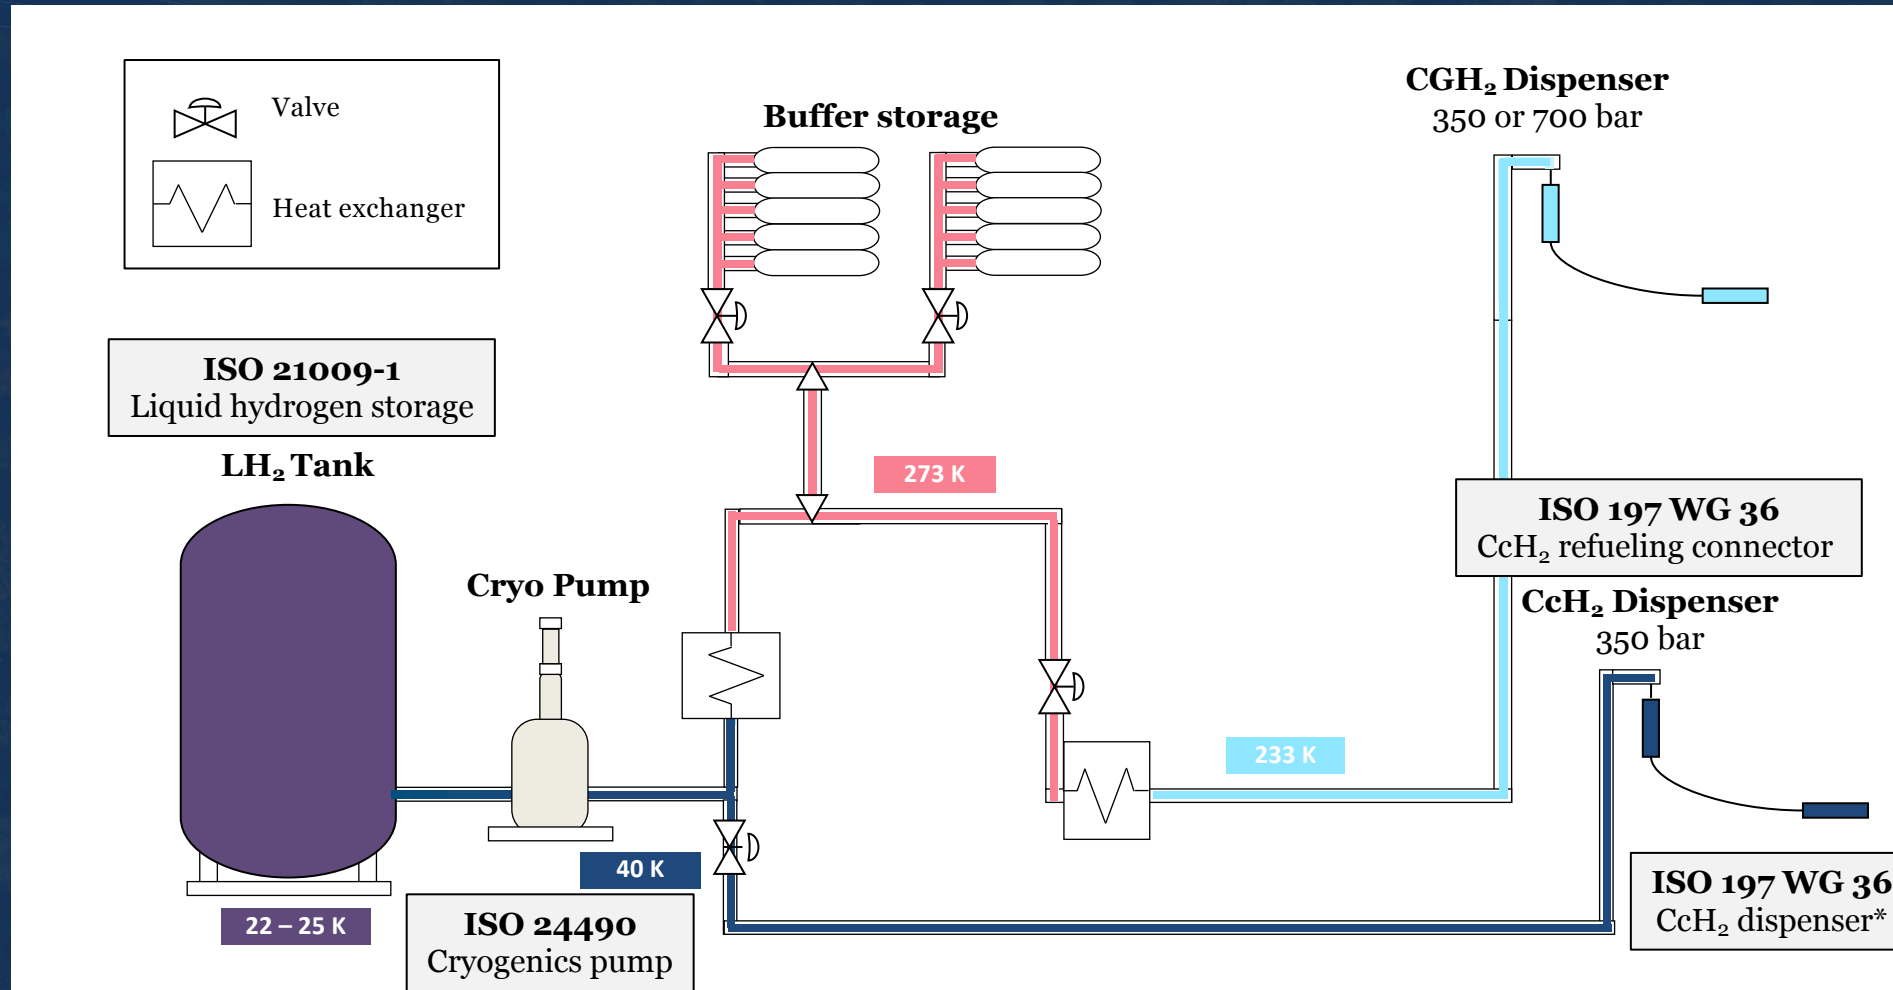 Valve
Heat exchanger
Buffer storage
CGH₂ Dispenser
350 or 700 bar
ISO 21009-1
Liquid hydrogen storage
LH₂ Tank
273 K
ISO 197 WG 36
CcH₂ refueling connector
Cryo Pump
CcH₂ Dispenser
350 bar
233 K
40 K
22 – 25 K
ISO 24490
Cryogenics pump
ISO 197 WG 36
CcH₂ dispenser*